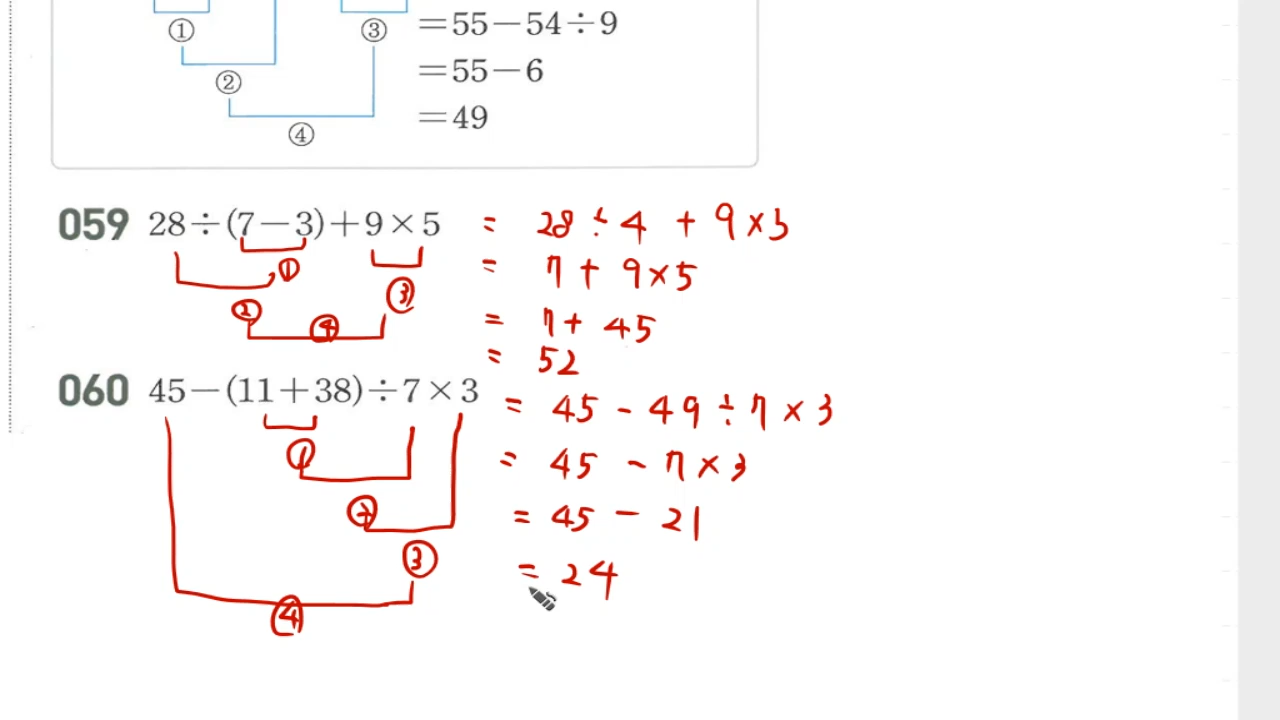 ① ③ =55−54÷9
② =55−6
=49
④
059 28÷(7−3)+9×5 = 28÷4 + 9×5
① = 7 + 9×5
② ④ ③ = 7+ 45
= 52
060 45−(11+38)÷7×3 = 45 - 49 ÷ 7 × 3
① = 45 - 7 × 3
② = 45 - 21
③ = 24
④